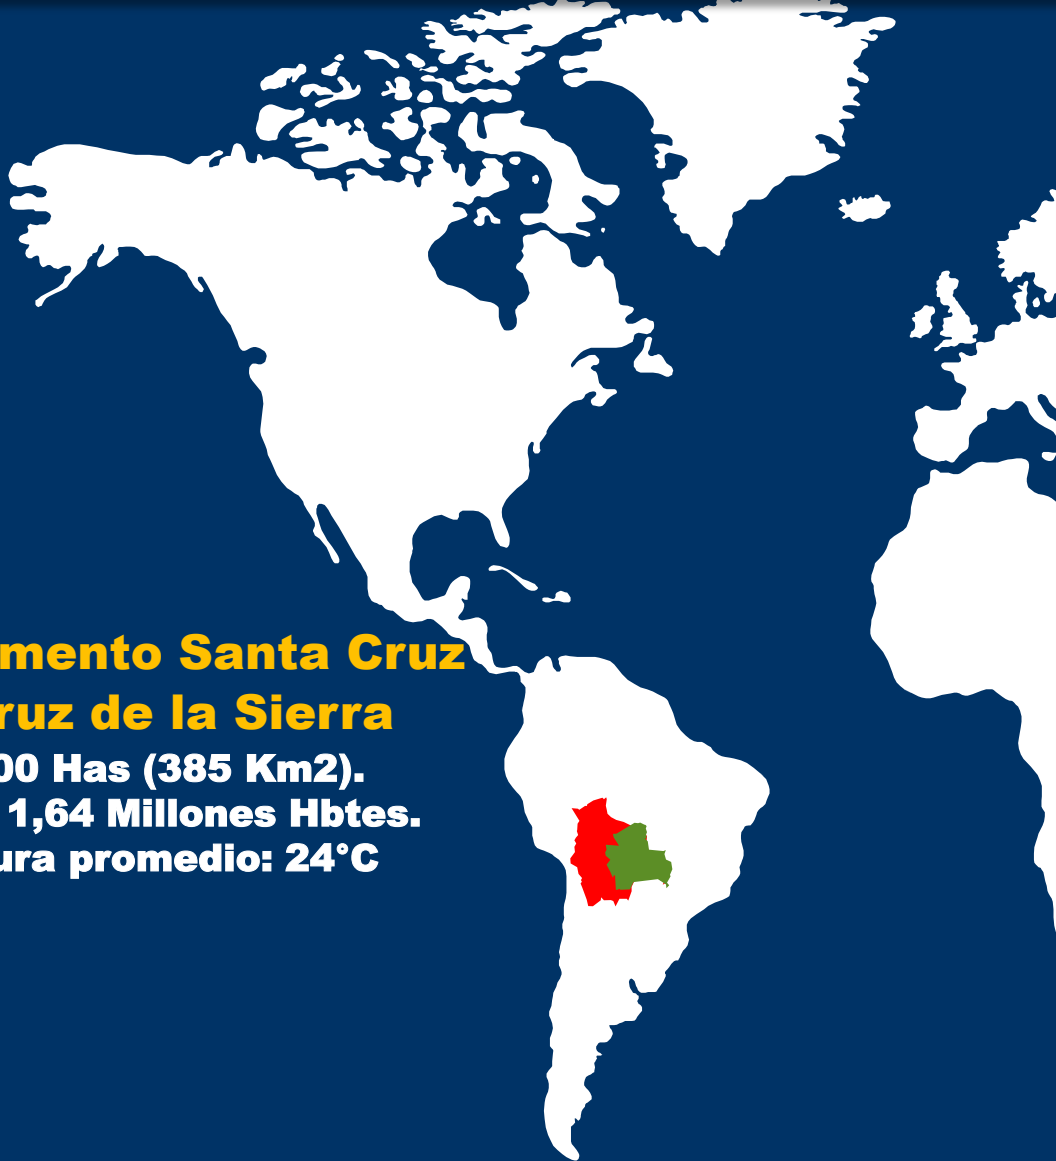 mento Santa Cruz
ruz de la Sierra
00 Has (385 Km2).
1,64 Millones Hbtes.
ura promedio: 24°C